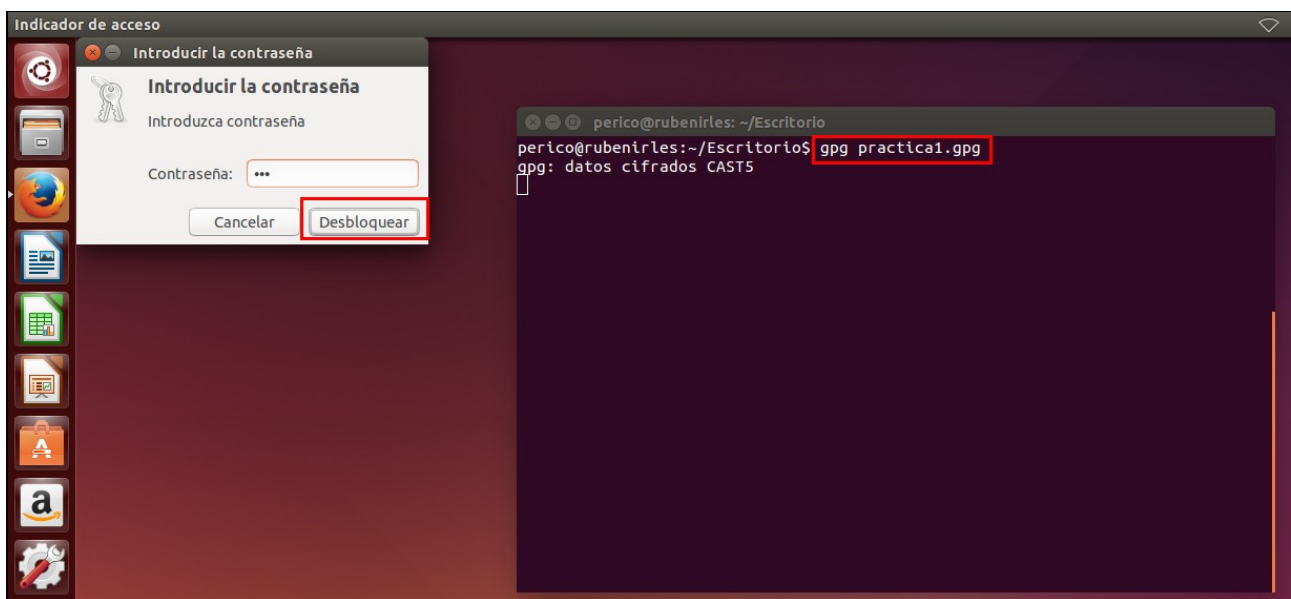 Indicador de acceso
Introducir la contraseña
Introducir la contraseña
Introduzca contraseña
Contraseña: •••
Cancelar Desbloquear
perico@rubenirles: ~/Escritorio
perico@rubenirles:~/Escritorio$ gpg practica1.gpg
gpg: datos cifrados CAST5
a